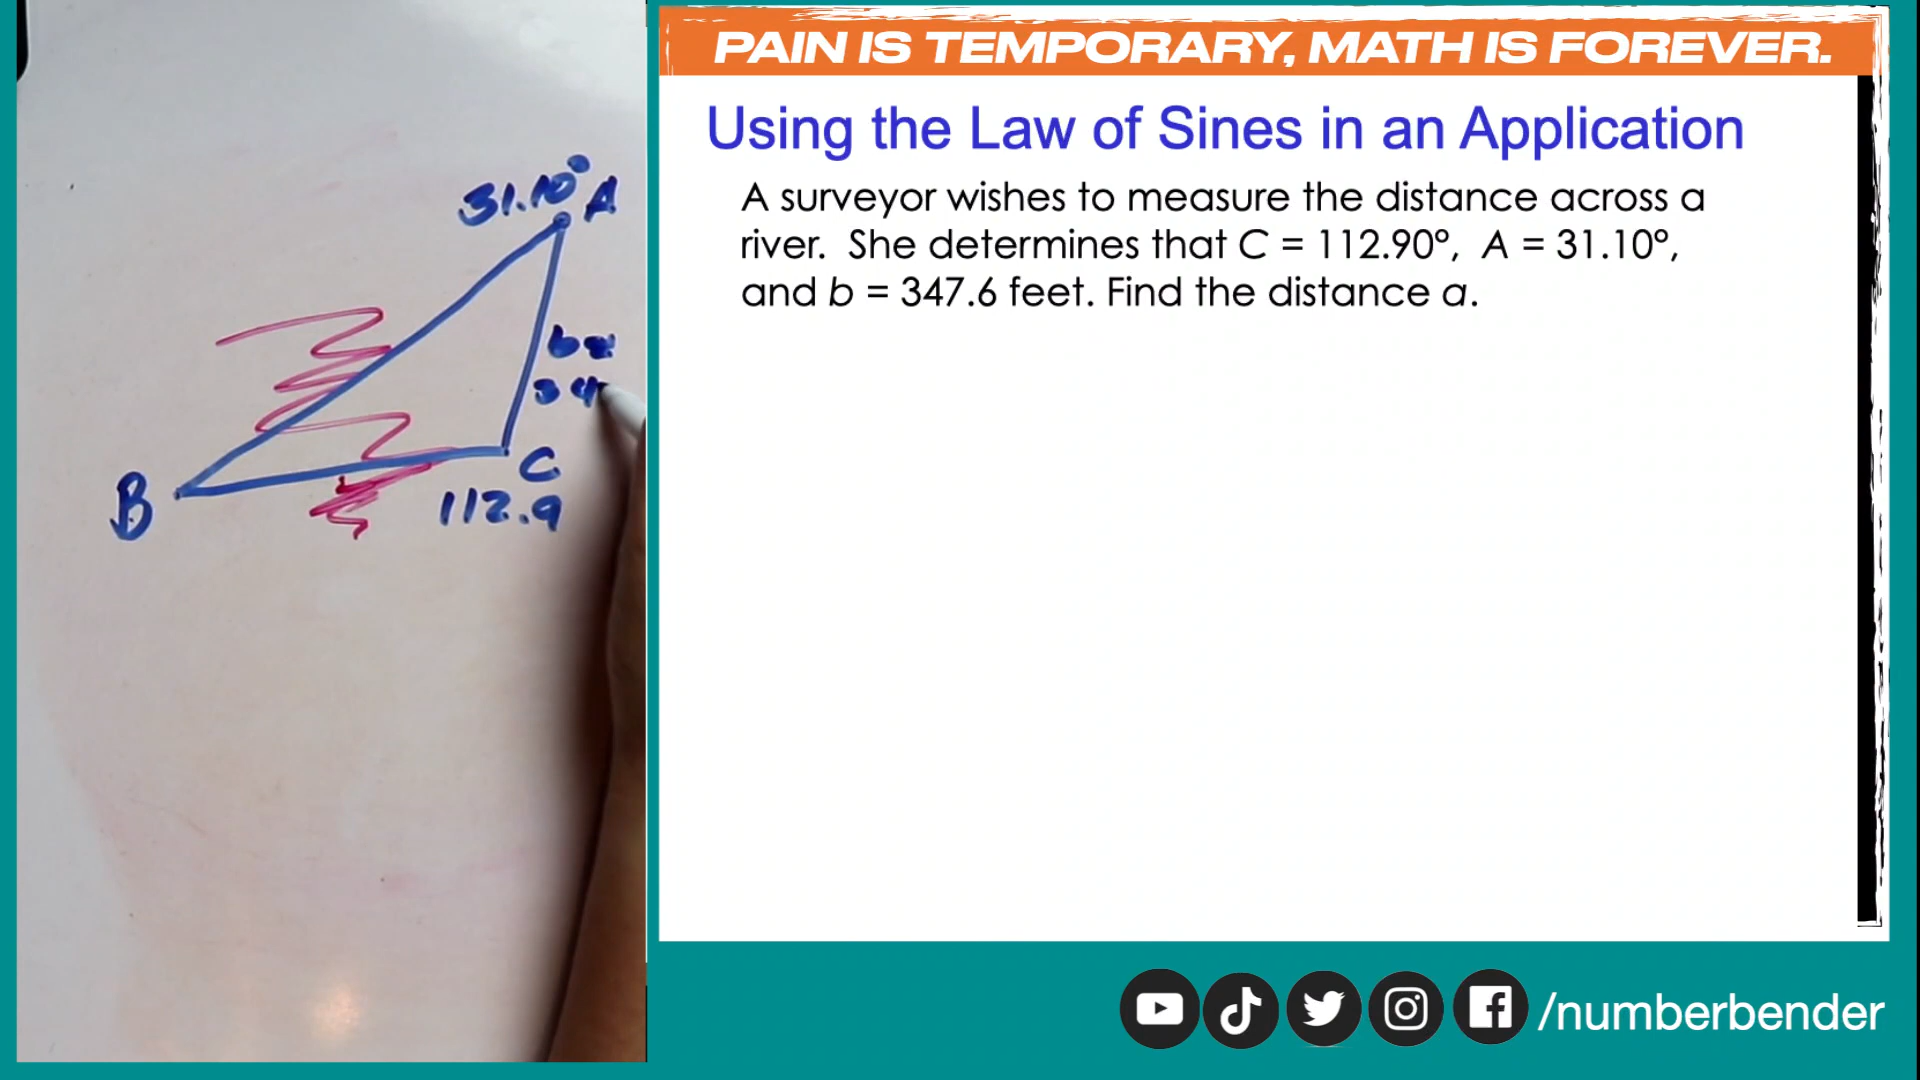 PAIN IS TEMPORARY, MATH IS FOREVER.
Using the Law of Sines in an Application
A surveyor wishes to measure the distance across a
river. She determines that C = 112.90°, A = 31.10°,
and b = 347.6 feet. Find the distance a.
31.10° A
b=
34
C
B
112.9
/numberbender